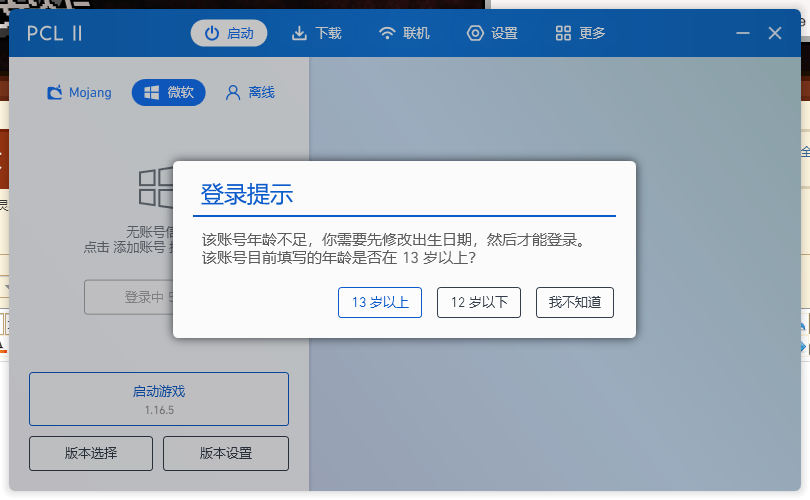 PCL II
启动
下载
联机
设置
更多
Mojang
微软
离线
无账号信
点击 添加账号
登录中
登录提示
该账号年龄不足，你需要先修改出生日期，然后才能登录。
该账号目前填写的年龄是否在 13 岁以上？
13 岁以上
12 岁以下
我不知道
启动游戏
1.16.5
版本选择
版本设置